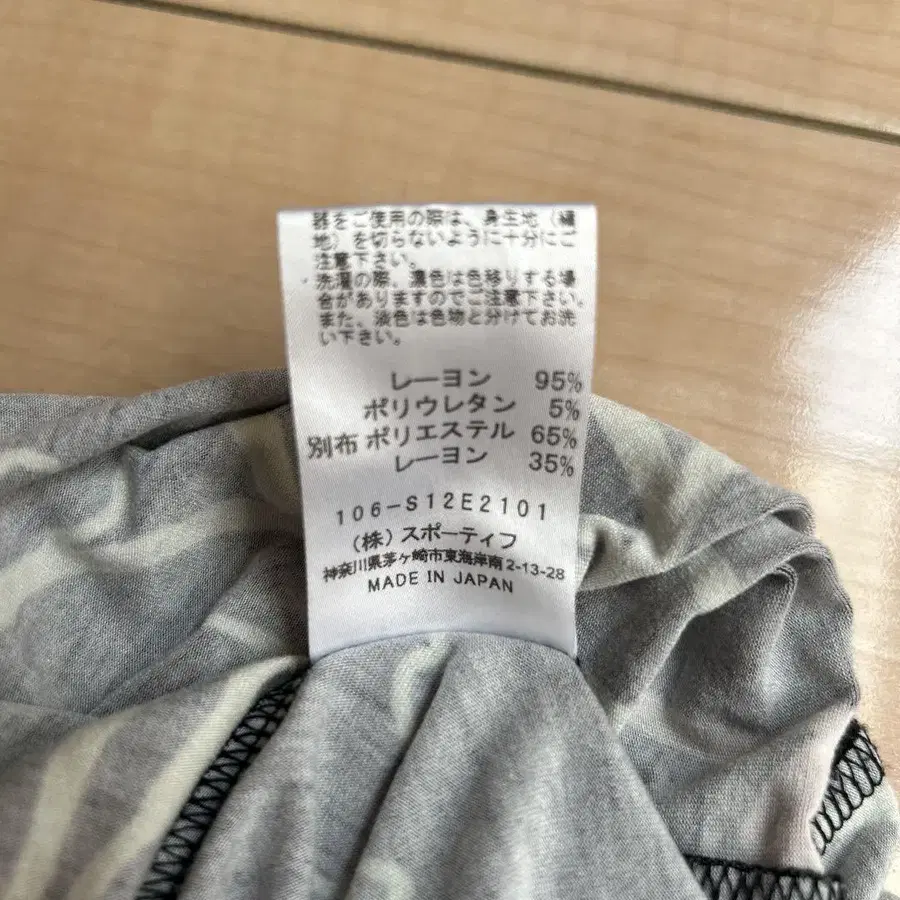 器をご使用の際は、身生地（編
地）を切らないように十分にご
注意下さい。
洗濯の際、濃色は色移りする場
合がありますのでご注意下さい。
また、淡色は色物と分けてお洗
い下さい。
レーヨン 95%
ポリウレタン 5%
別布 ポリエステル 65%
レーヨン 35%
106-S12E2101
（株）スポーティフ
神奈川県茅ヶ崎市東海岸南2-13-28
MADE IN JAPAN